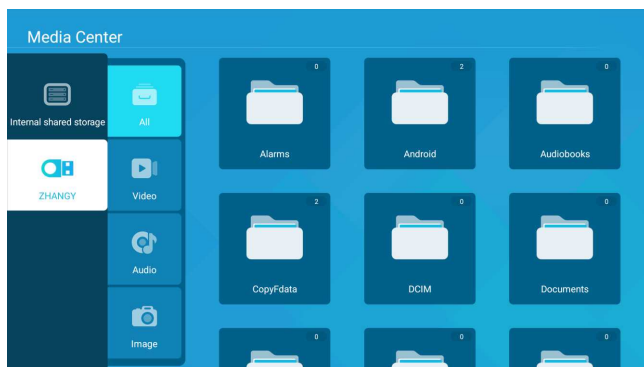 Media Center
Internal shared storage
ZHANGY
All
Video
Audio
Image
0
Alarms
2
Android
0
Audiobooks
2
CopyFdata
0
DCIM
0
Documents
0
0
0